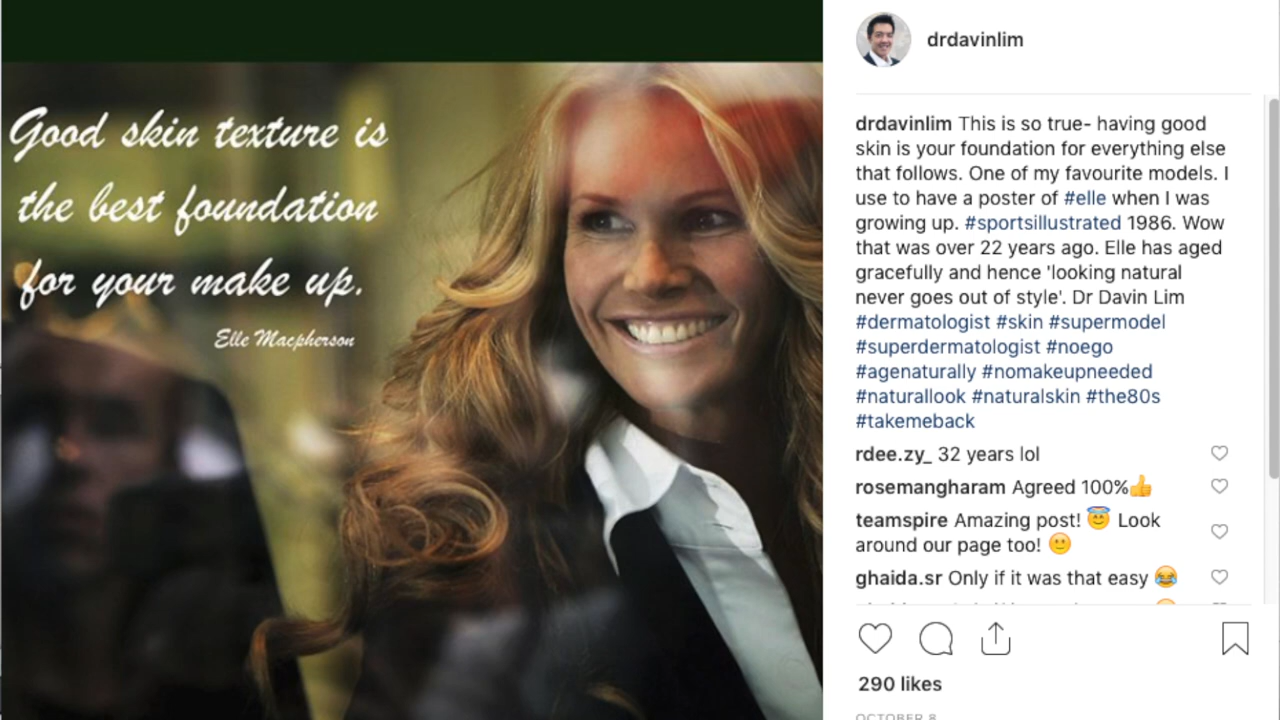 Good skin texture is
the best foundation
for your make up.
Elle Macpherson
drdavinlim
drdavinlim This is so true- having good
skin is your foundation for everything else
that follows. One of my favourite models. I
use to have a poster of #elle when I was
growing up. #sportsillustrated 1986. Wow
that was over 22 years ago. Elle has aged
gracefully and hence 'looking natural
never goes out of style'. Dr Davin Lim
#dermatologist #skin #supermodel
#superdermatologist #noego
#agenaturally #nomakeupneeded
#naturallook #naturalskin #the80s
#takemeback
rdee.zy_ 32 years lol
rosemangharam Agreed 100%👍
teamspire Amazing post! 😇 Look
around our page too! 🙂
ghaida.sr Only if it was that easy 😂
290 likes
OCTOBER 8